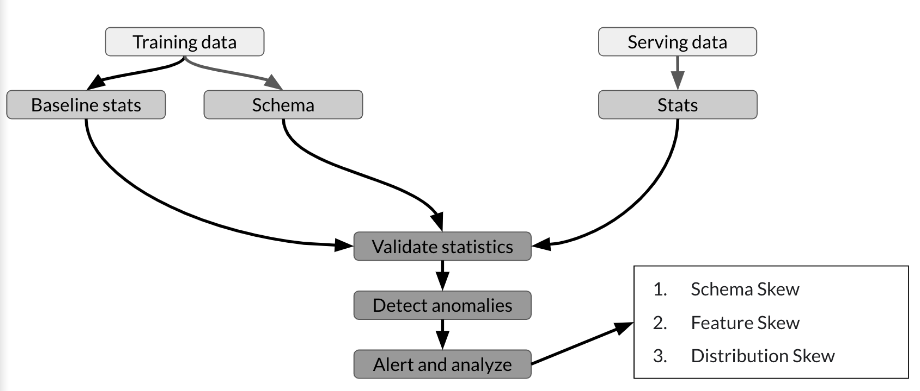 Training data
Serving data
Baseline stats
Schema
Stats
Validate statistics
Detect anomalies
Alert and analyze
1. Schema Skew
2. Feature Skew
3. Distribution Skew